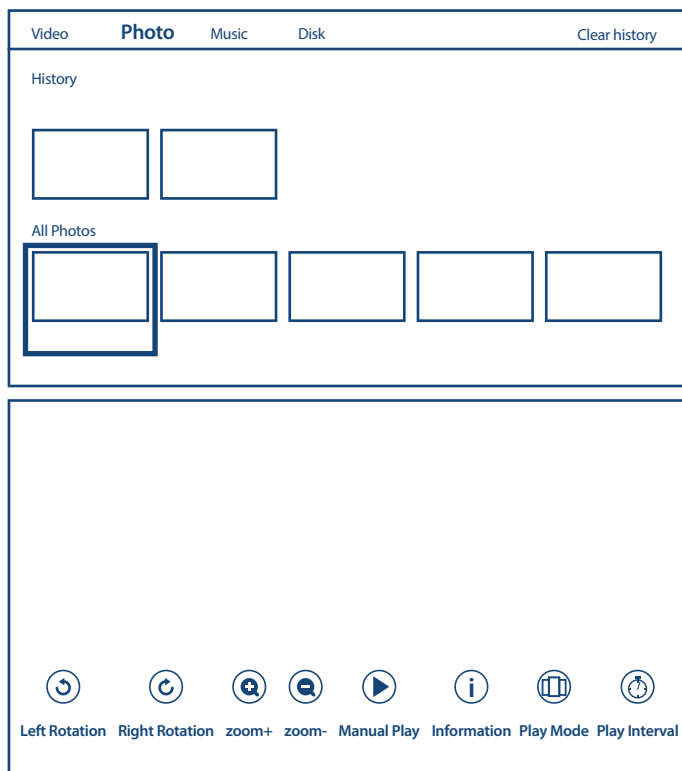 Video Photo Music Disk Clear history
History
All Photos
Left Rotation Right Rotation zoom+ zoom- Manual Play Information Play Mode Play Interval